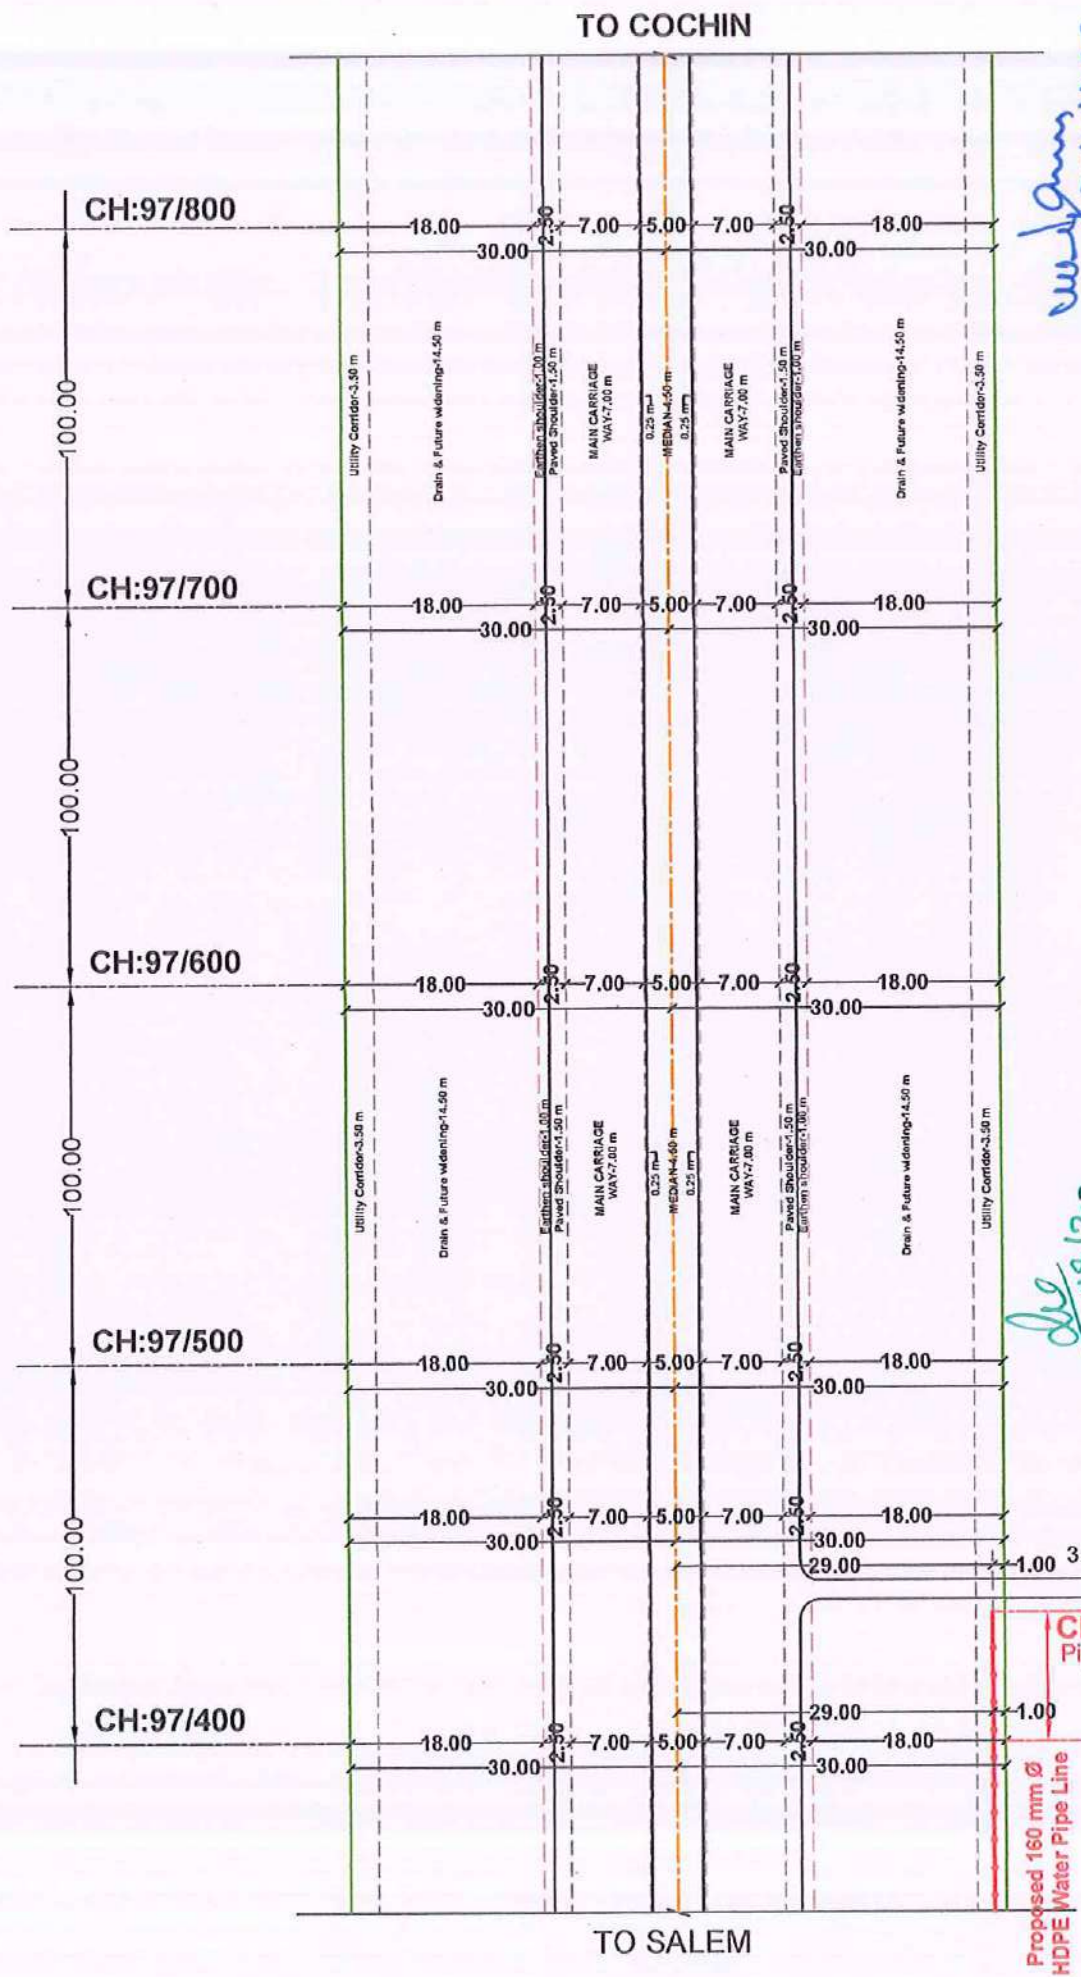 TO COCHIN
CH:97/800
18.00 2.50 7.00 5.00 7.00 2.50 18.00
30.00 30.00
100.00
Utility Corridor-3.50 m
Drain & Future widening-14.50 m
Earthen shoulder-1.00 m
Paved Shoulder-1.50 m
MAIN CARRIAGE
WAY-7.00 m
0.25 m
MEDIAN-4.50 m
0.25 m
MAIN CARRIAGE
WAY-7.00 m
Paved Shoulder-1.50 m
Earthen shoulder-1.00 m
Drain & Future widening-14.50 m
Utility Corridor-3.50 m
CH:97/700
18.00 2.50 7.00 5.00 7.00 2.50 18.00
30.00 30.00
100.00
CH:97/600
18.00 2.50 7.00 5.00 7.00 2.50 18.00
30.00 30.00
100.00
Utility Corridor-3.50 m
Drain & Future widening-14.50 m
Earthen shoulder-1.00 m
Paved Shoulder-1.50 m
MAIN CARRIAGE
WAY-7.00 m
0.25 m
MEDIAN-4.50 m
0.25 m
MAIN CARRIAGE
WAY-7.00 m
Paved Shoulder-1.50 m
Earthen shoulder-1.00 m
Drain & Future widening-14.50 m
Utility Corridor-3.50 m
CH:97/500
18.00 2.50 7.00 5.00 7.00 2.50 18.00
30.00 30.00
100.00
18.00 2.50 7.00 5.00 7.00 2.50 18.00
30.00 30.00
29.00 1.00 3
29.00 1.00
CH:97/400
18.00 2.50 7.00 5.00 7.00 2.50 18.00
30.00 30.00
Proposed 160 mm Ø
HDPE Water Pipe Line
TO SALEM